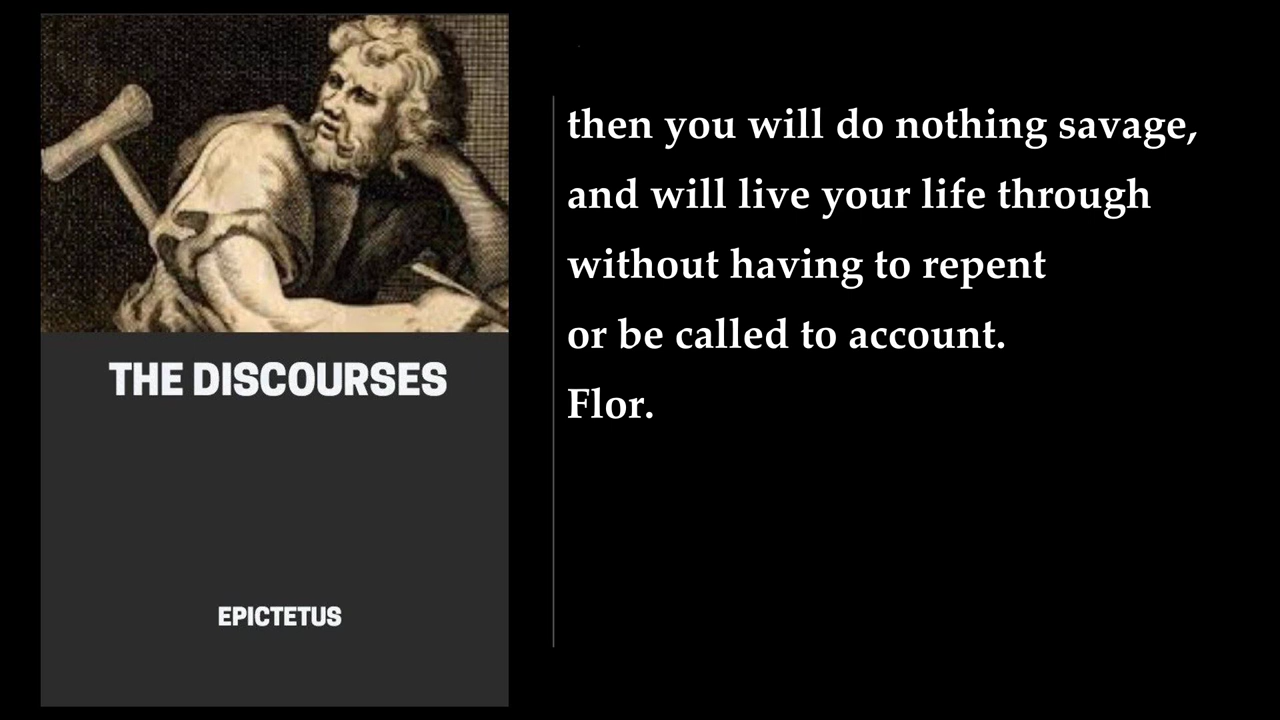 THE DISCOURSES
EPICTETUS
then you will do nothing savage,
and will live your life through
without having to repent
or be called to account.
Flor.